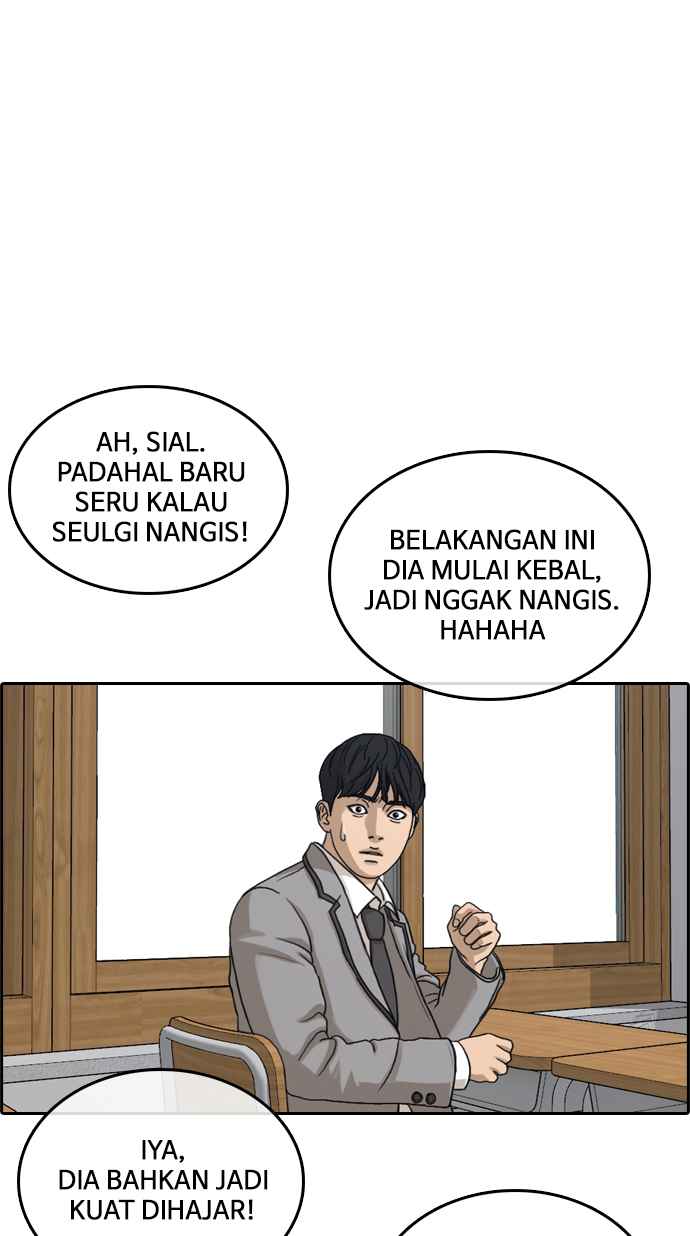 AH, SIAL.
PADAHAL BARU
SERU KALAU
SEULGI NANGIS!
BELAKANGAN INI
DIA MULAI KEBAL,
JADI NGGAK NANGIS.
HAHAHA
IYA,
DIA BAHKAN JADI
KUAT DIHAJAR!